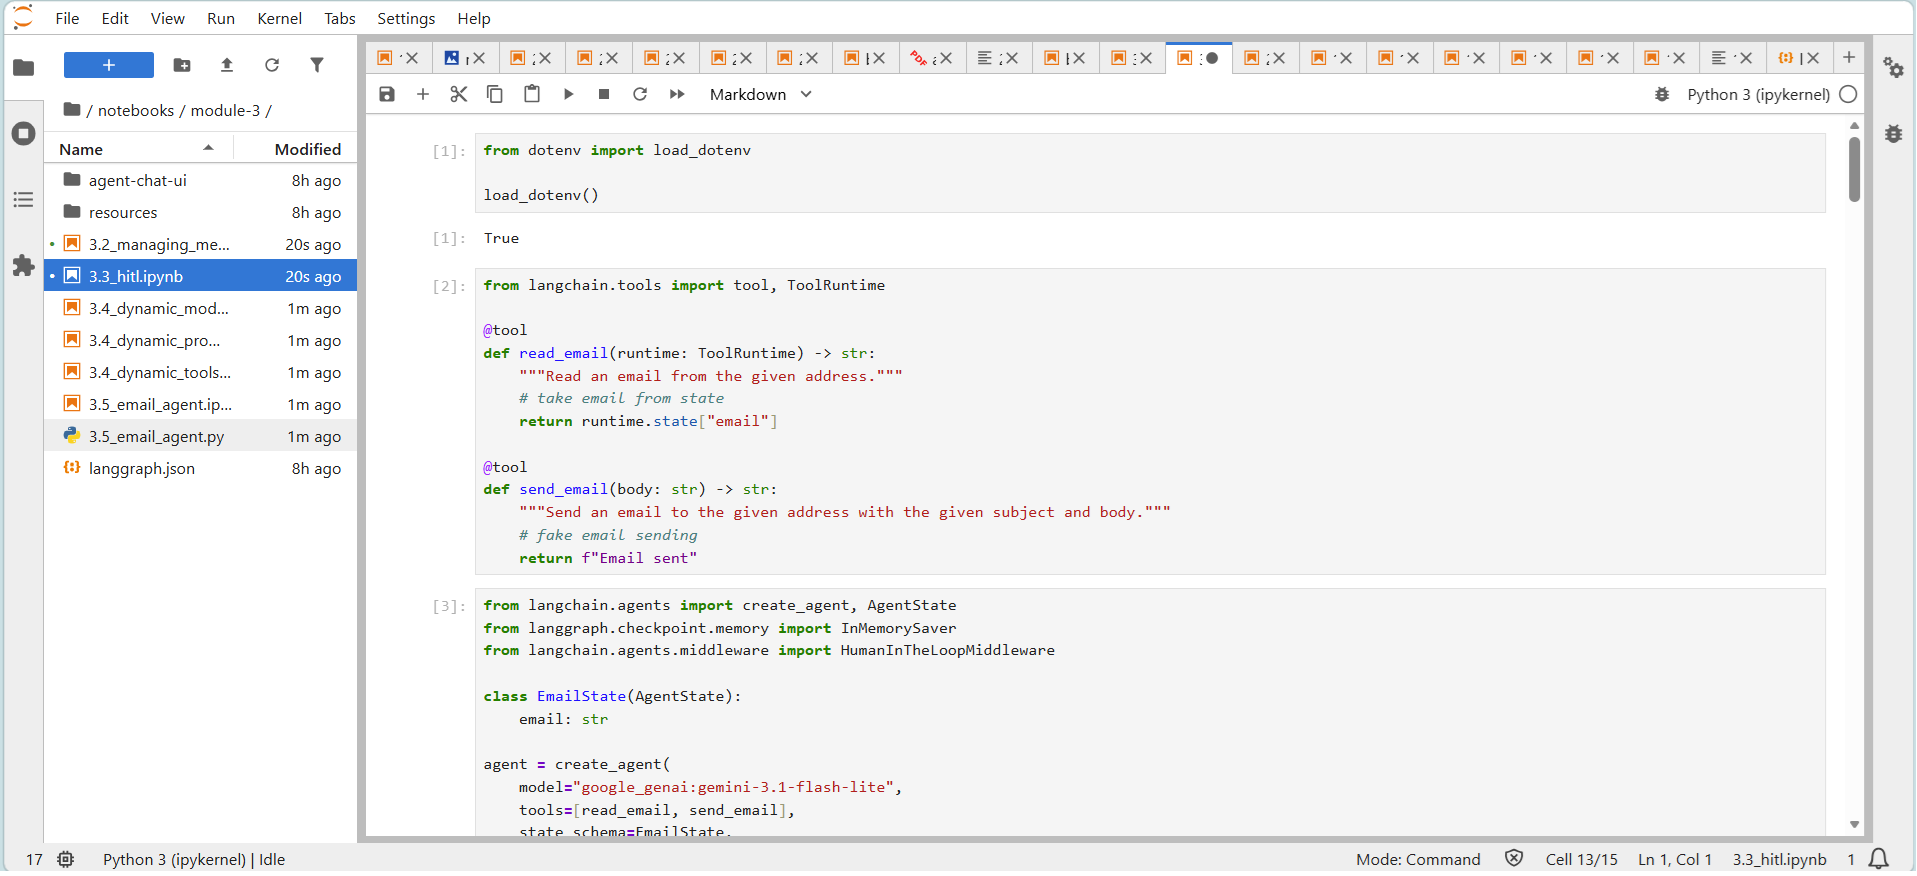 File Edit View Run Kernel Tabs Settings Help
/ notebooks / module-3 /
Name Modified
agent-chat-ui 8h ago
resources 8h ago
3.2_managing_me... 20s ago
3.3_hitl.ipynb 20s ago
3.4_dynamic_mod... 1m ago
3.4_dynamic_pro... 1m ago
3.4_dynamic_tools... 1m ago
3.5_email_agent.ip... 1m ago
3.5_email_agent.py 1m ago
langgraph.json 8h ago
Markdown
Python 3 (ipykernel)
[1]: from dotenv import load_dotenv
load_dotenv()
[1]: True
[2]: from langchain.tools import tool, ToolRuntime
@tool
def read_email(runtime: ToolRuntime) -> str:
"""Read an email from the given address."""
# take email from state
return runtime.state["email"]
@tool
def send_email(body: str) -> str:
"""Send an email to the given address with the given subject and body."""
# fake email sending
return f"Email sent"
[3]: from langchain.agents import create_agent, AgentState
from langgraph.checkpoint.memory import InMemorySaver
from langchain.agents.middleware import HumanInTheLoopMiddleware
class EmailState(AgentState):
email: str
agent = create_agent(
model="google_genai:gemini-3.1-flash-lite",
tools=[read_email, send_email],
state_schema=EmailState,
17 Python 3 (ipykernel) | Idle
Mode: Command Cell 13/15 Ln 1, Col 1 3.3_hitl.ipynb 1